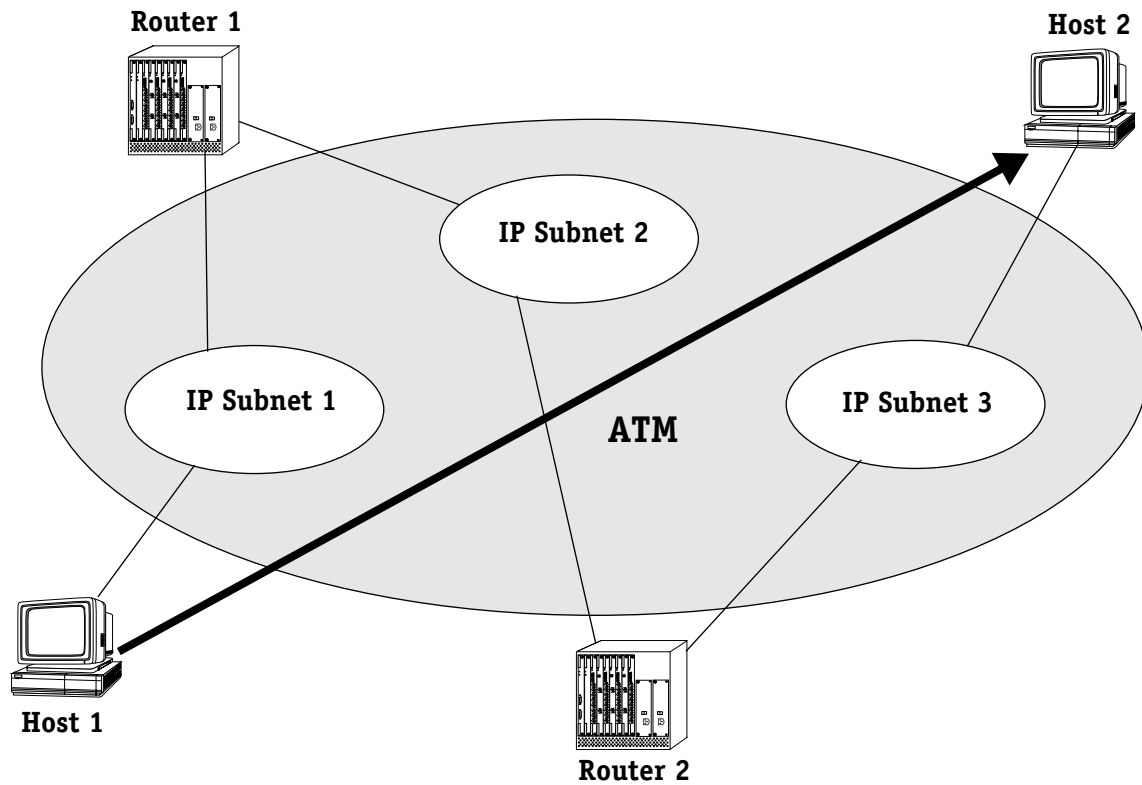 Router 1
Host 2
IP Subnet 2
IP Subnet 1
IP Subnet 3
ATM
Host 1
Router 2